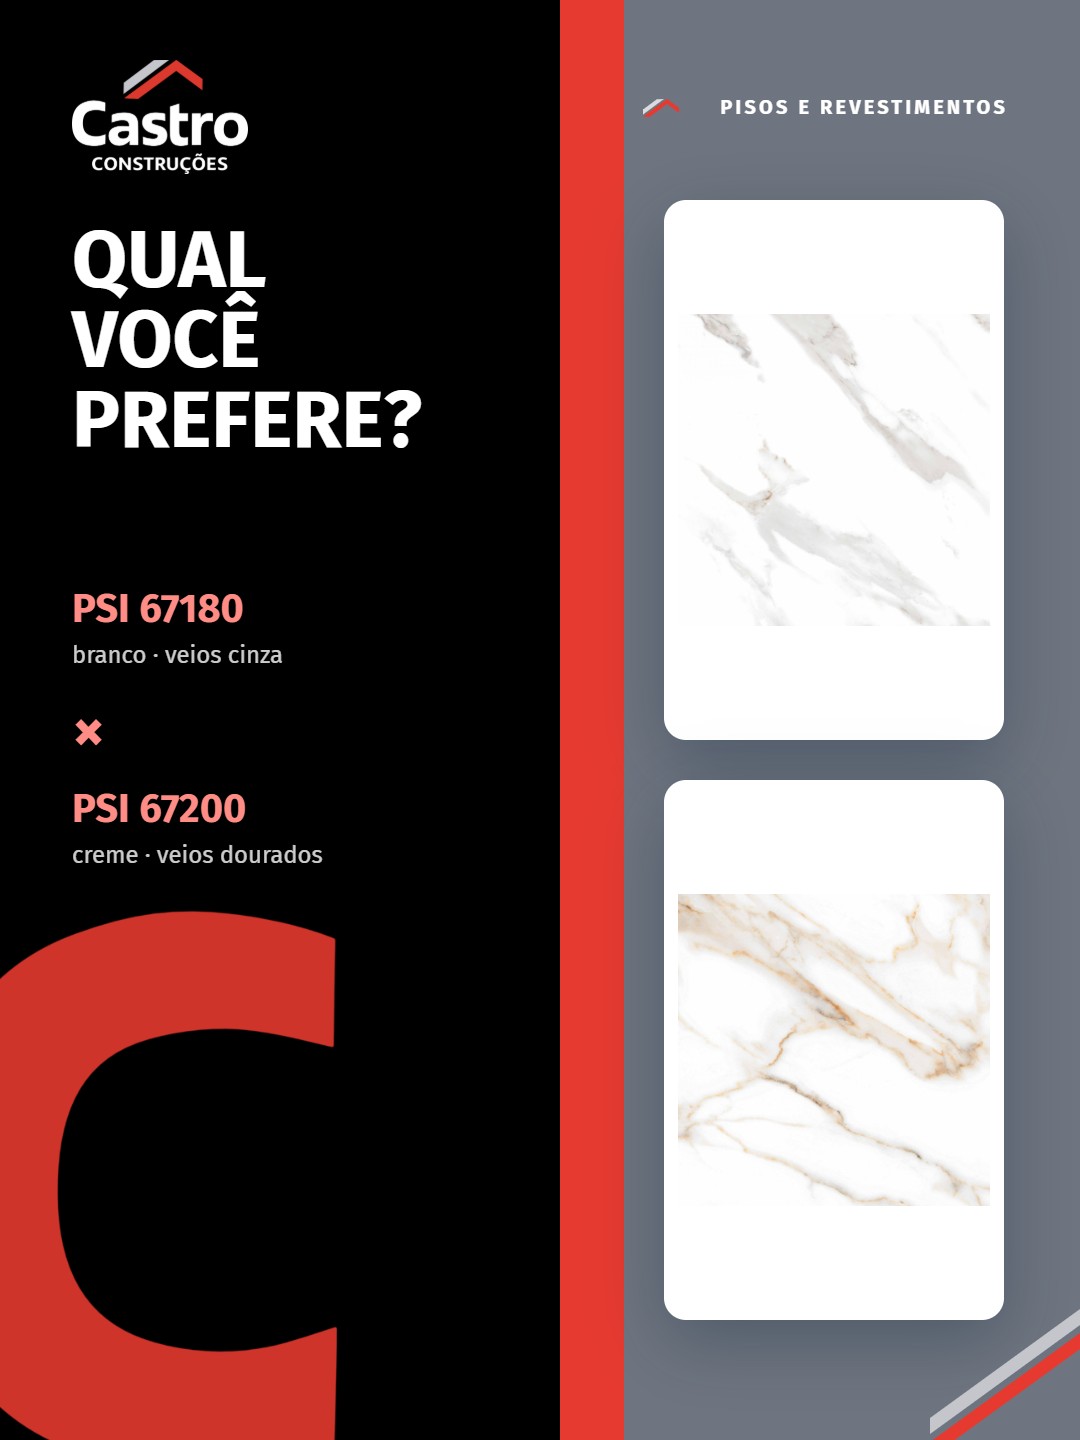 Castro
CONSTRUÇÕES
QUAL
VOCÊ
PREFERE?
PSI 67180
branco · veios cinza
✖
PSI 67200
creme · veios dourados
C
PISOS E REVESTIMENTOS